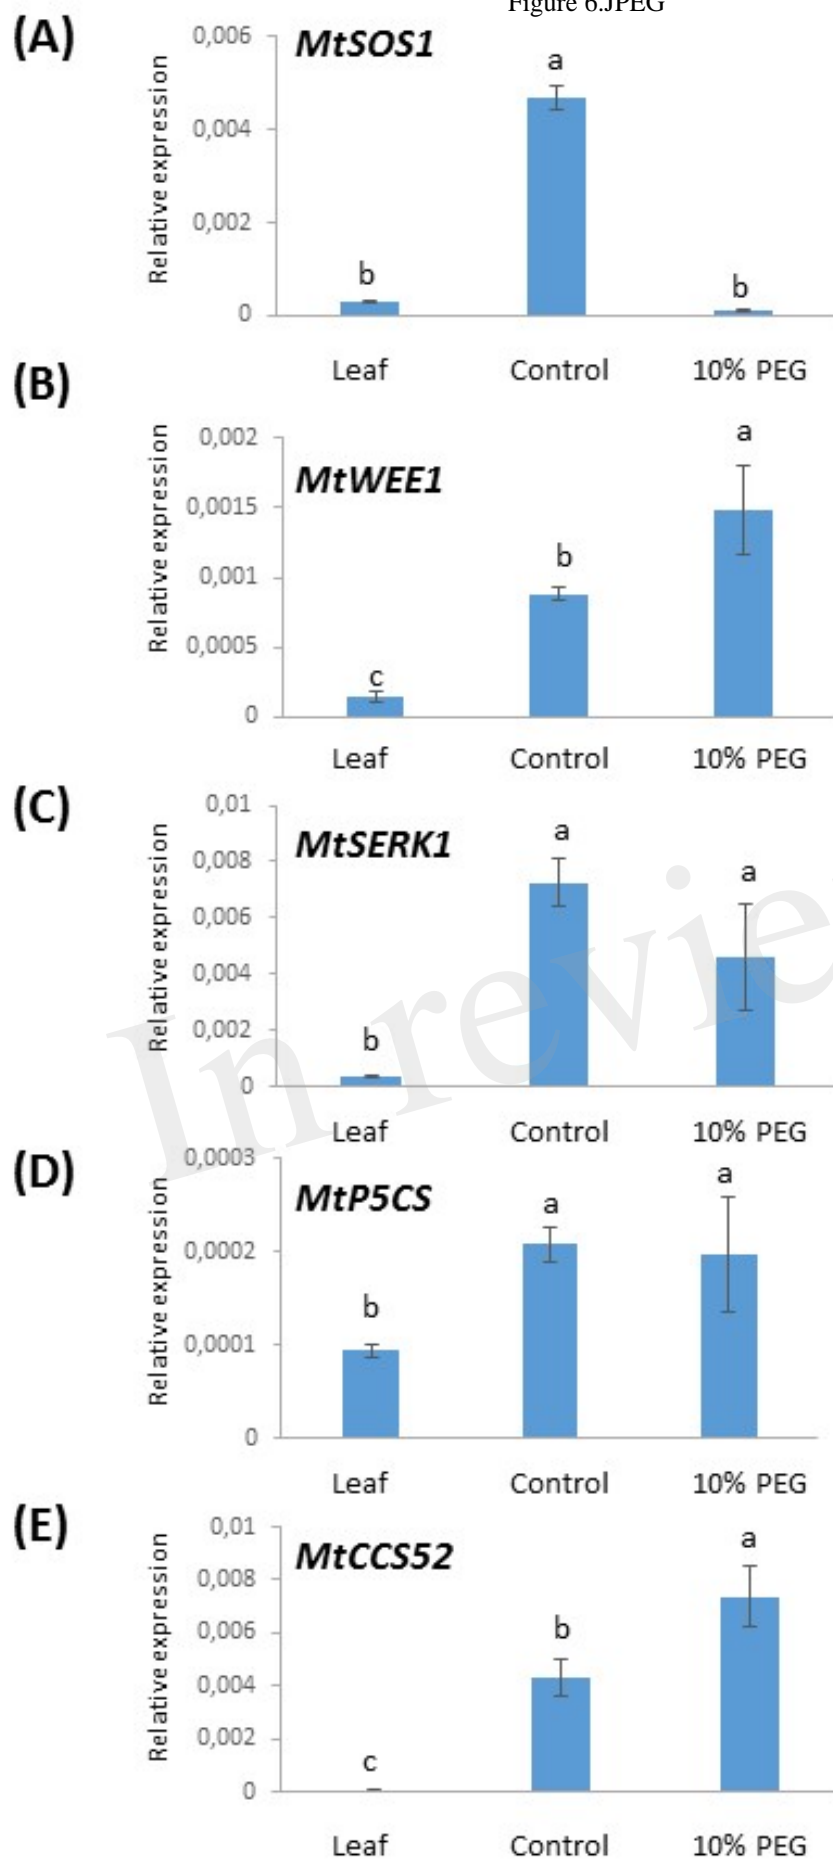 Figure 6.JPEG
(A)
MtSOS1
Relative expression
0,006
0,004
0,002
0
b
a
b
Leaf Control 10% PEG
(B)
MtWEE1
Relative expression
0,002
0,0015
0,001
0,0005
0
c
b
a
Leaf Control 10% PEG
(C)
MtSERK1
Relative expression
0,01
0,008
0,006
0,004
0,002
0
b
a
a
Leaf Control 10% PEG
(D)
MtP5CS
Relative expression
0,0003
0,0002
0,0001
0
b
a
a
Leaf Control 10% PEG
(E)
MtCCS52
Relative expression
0,01
0,008
0,006
0,004
0,002
0
c
b
a
Leaf Control 10% PEG
In revie